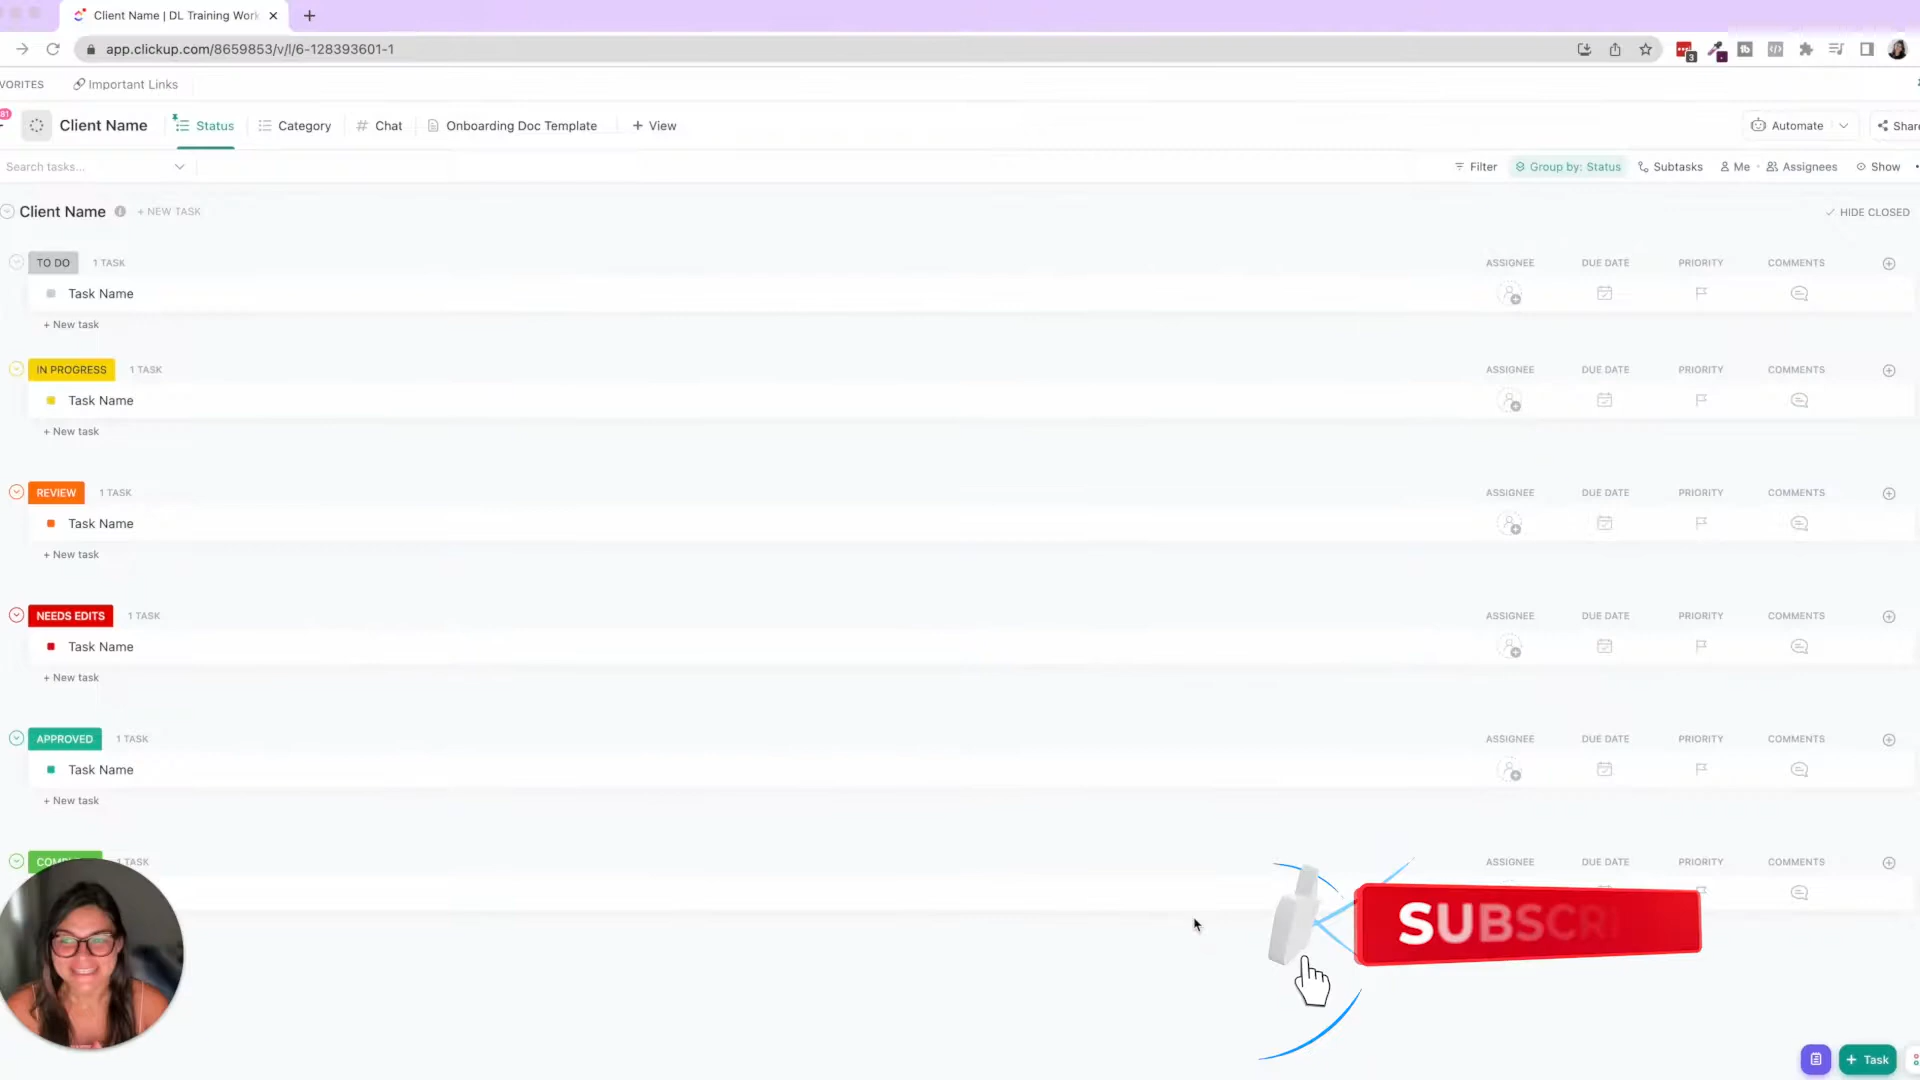 Client Name | DL Training Work
app.clickup.com/8659853/v/l/6-128393601-1
3
VORITES
Important Links
81
Client Name
Status
Category
Chat
Onboarding Doc Template
+ View
Automate
Share
Search tasks...
Filter
Group by: Status
Subtasks
Me
Assignees
Show
Client Name
+ NEW TASK
HIDE CLOSED
TO DO 1 TASK ASSIGNEE DUE DATE PRIORITY COMMENTS
Task Name
+ New task
IN PROGRESS 1 TASK ASSIGNEE DUE DATE PRIORITY COMMENTS
Task Name
+ New task
REVIEW 1 TASK ASSIGNEE DUE DATE PRIORITY COMMENTS
Task Name
+ New task
NEEDS EDITS 1 TASK ASSIGNEE DUE DATE PRIORITY COMMENTS
Task Name
+ New task
APPROVED 1 TASK ASSIGNEE DUE DATE PRIORITY COMMENTS
Task Name
+ New task
1 TASK ASSIGNEE DUE DATE PRIORITY COMMENTS
SUBSCRI
+ Task